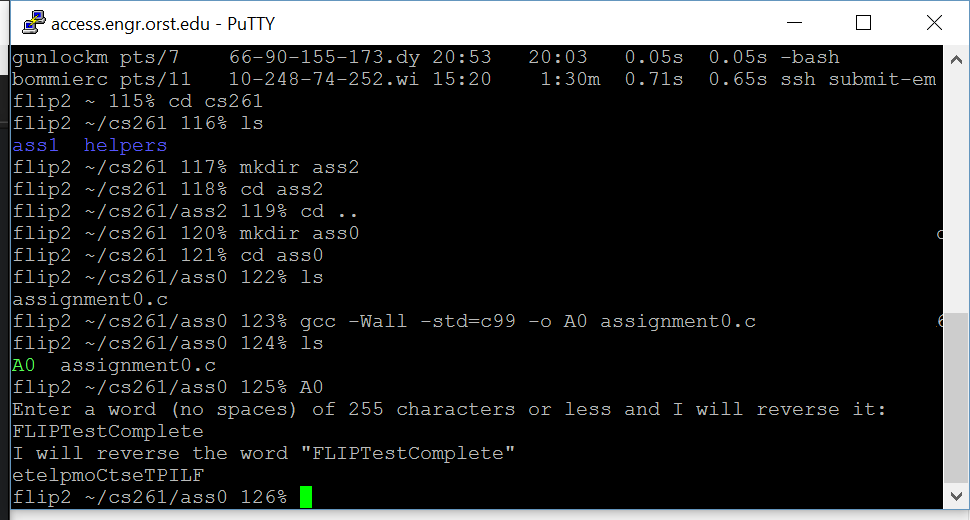 access.engr.orst.edu - PuTTY
gunlockm pts/7    66-90-155-173.dy 20:53   20:03   0.05s  0.05s -bash
bommierc pts/11   10-248-74-252.wi 15:20    1:30m  0.71s  0.65s ssh submit-em
flip2 ~ 115% cd cs261
flip2 ~/cs261 116% ls
ass1  helpers
flip2 ~/cs261 117% mkdir ass2
flip2 ~/cs261 118% cd ass2
flip2 ~/cs261/ass2 119% cd ..
flip2 ~/cs261 120% mkdir ass0
flip2 ~/cs261 121% cd ass0
flip2 ~/cs261/ass0 122% ls
assignment0.c
flip2 ~/cs261/ass0 123% gcc -Wall -std=c99 -o A0 assignment0.c
flip2 ~/cs261/ass0 124% ls
A0  assignment0.c
flip2 ~/cs261/ass0 125% A0
Enter a word (no spaces) of 255 characters or less and I will reverse it:
FLIPTestComplete
I will reverse the word "FLIPTestComplete"
etelpmoCtseTPILF
flip2 ~/cs261/ass0 126%